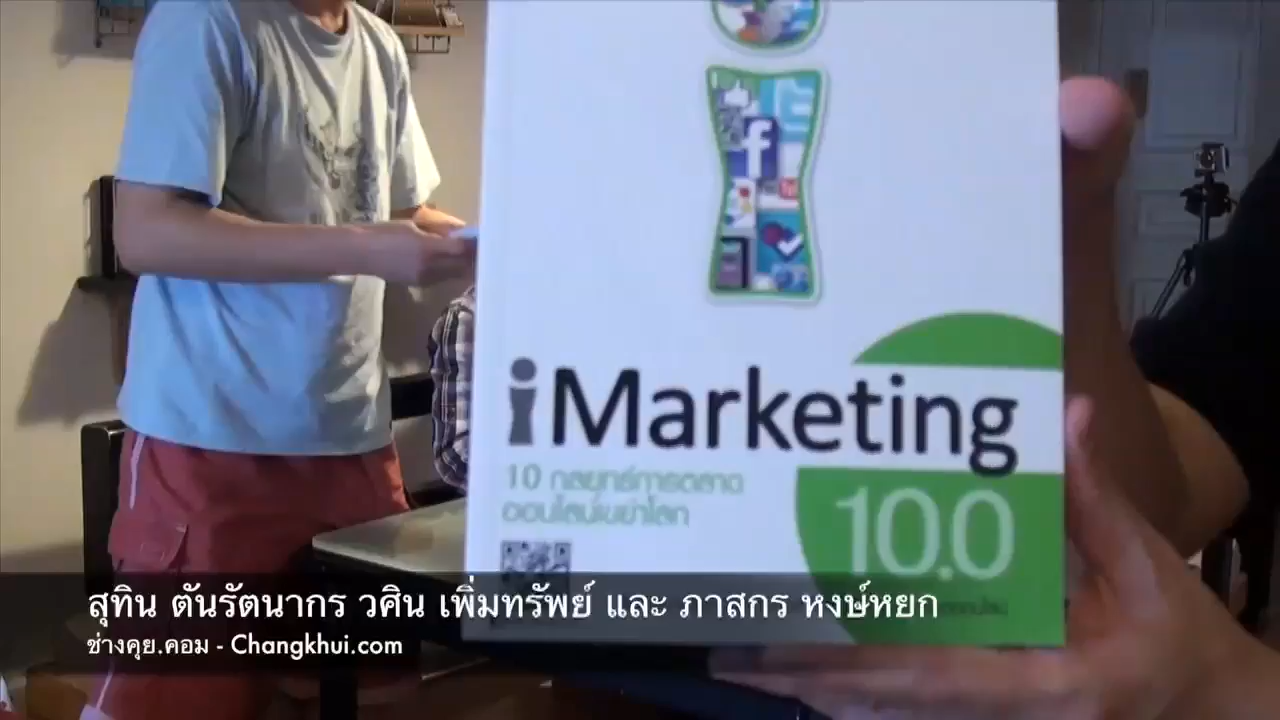 f
iMarketing
10 กลยุทธ์การตลาด
ออนไลน์เขย่าโลก
10.0
สุทิน ตันรัตนากร วศิน เพิ่มทรัพย์ และ ภาสกร หงษ์หยก
ช่างคุย.คอม - Changkhui.com